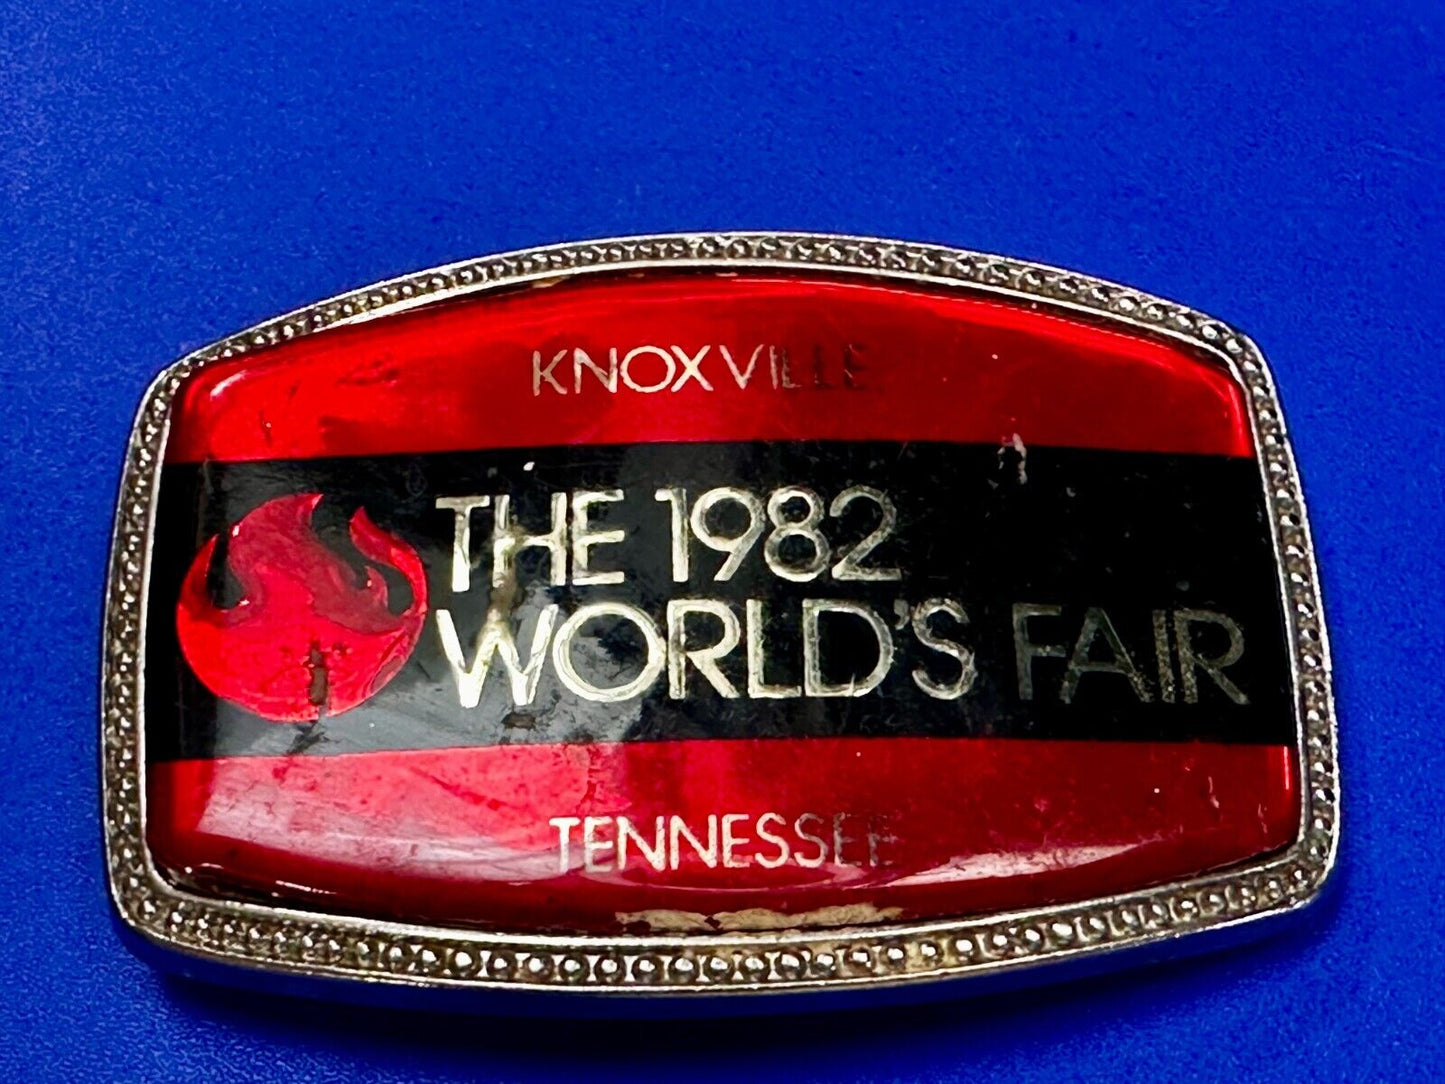 KNOXVILLE
THE 1982
WORLD'S FAIR
TENNESSEE